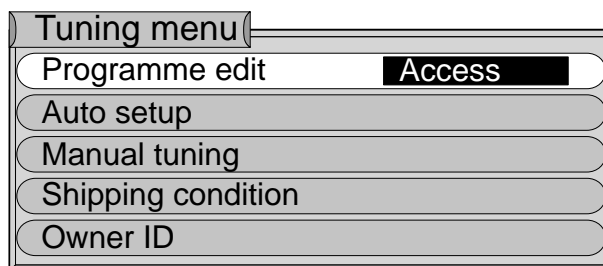 Tuning menu
Programme edit Access
Auto setup
Manual tuning
Shipping condition
Owner ID